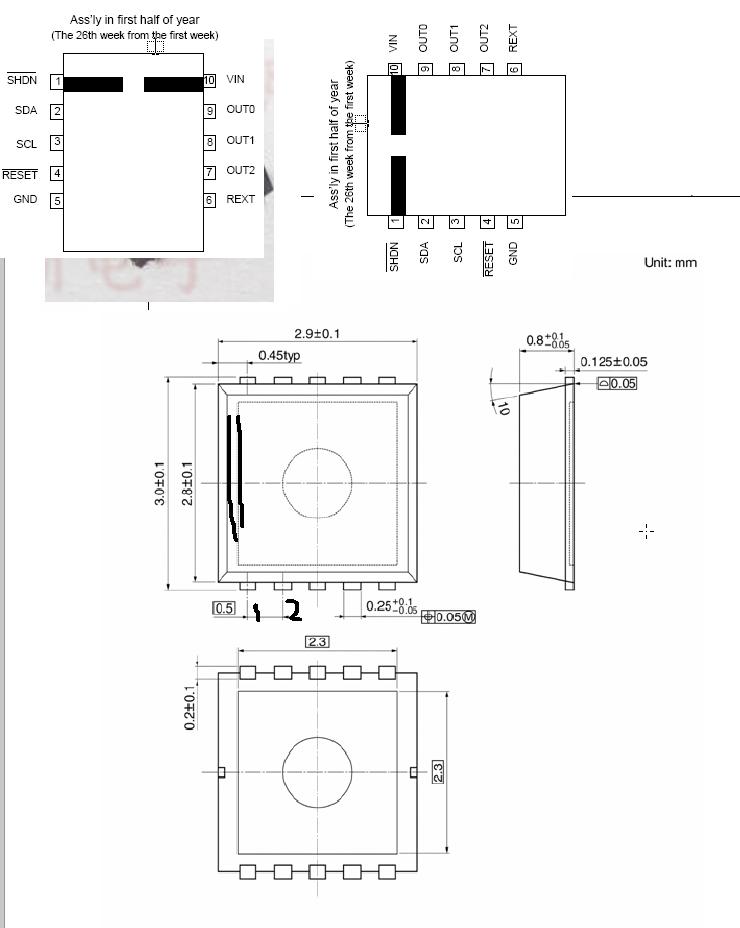 Ass'ly in first half of year
(The 26th week from the first week)
SHDN 1 10 VIN
SDA 2 9 OUT0
SCL 3 8 OUT1
RESET 4 7 OUT2
GND 5 6 REXT
VIN OUT0 OUT1 OUT2 REXT
10 9 8 7 6
Ass'ly in first half of year
(The 26th week from the first week)
1 2 3 4 5
SHDN SDA SCL RESET GND
Unit: mm
2.9±0.1
0.45typ
0.8+0.1-0.05
0.125±0.05
0.05
10
3.0±0.1
2.8±0.1
0.5
1 2
0.25+0.1-0.05
0.05Ⓜ
2.3
0.2±0.1
2.3